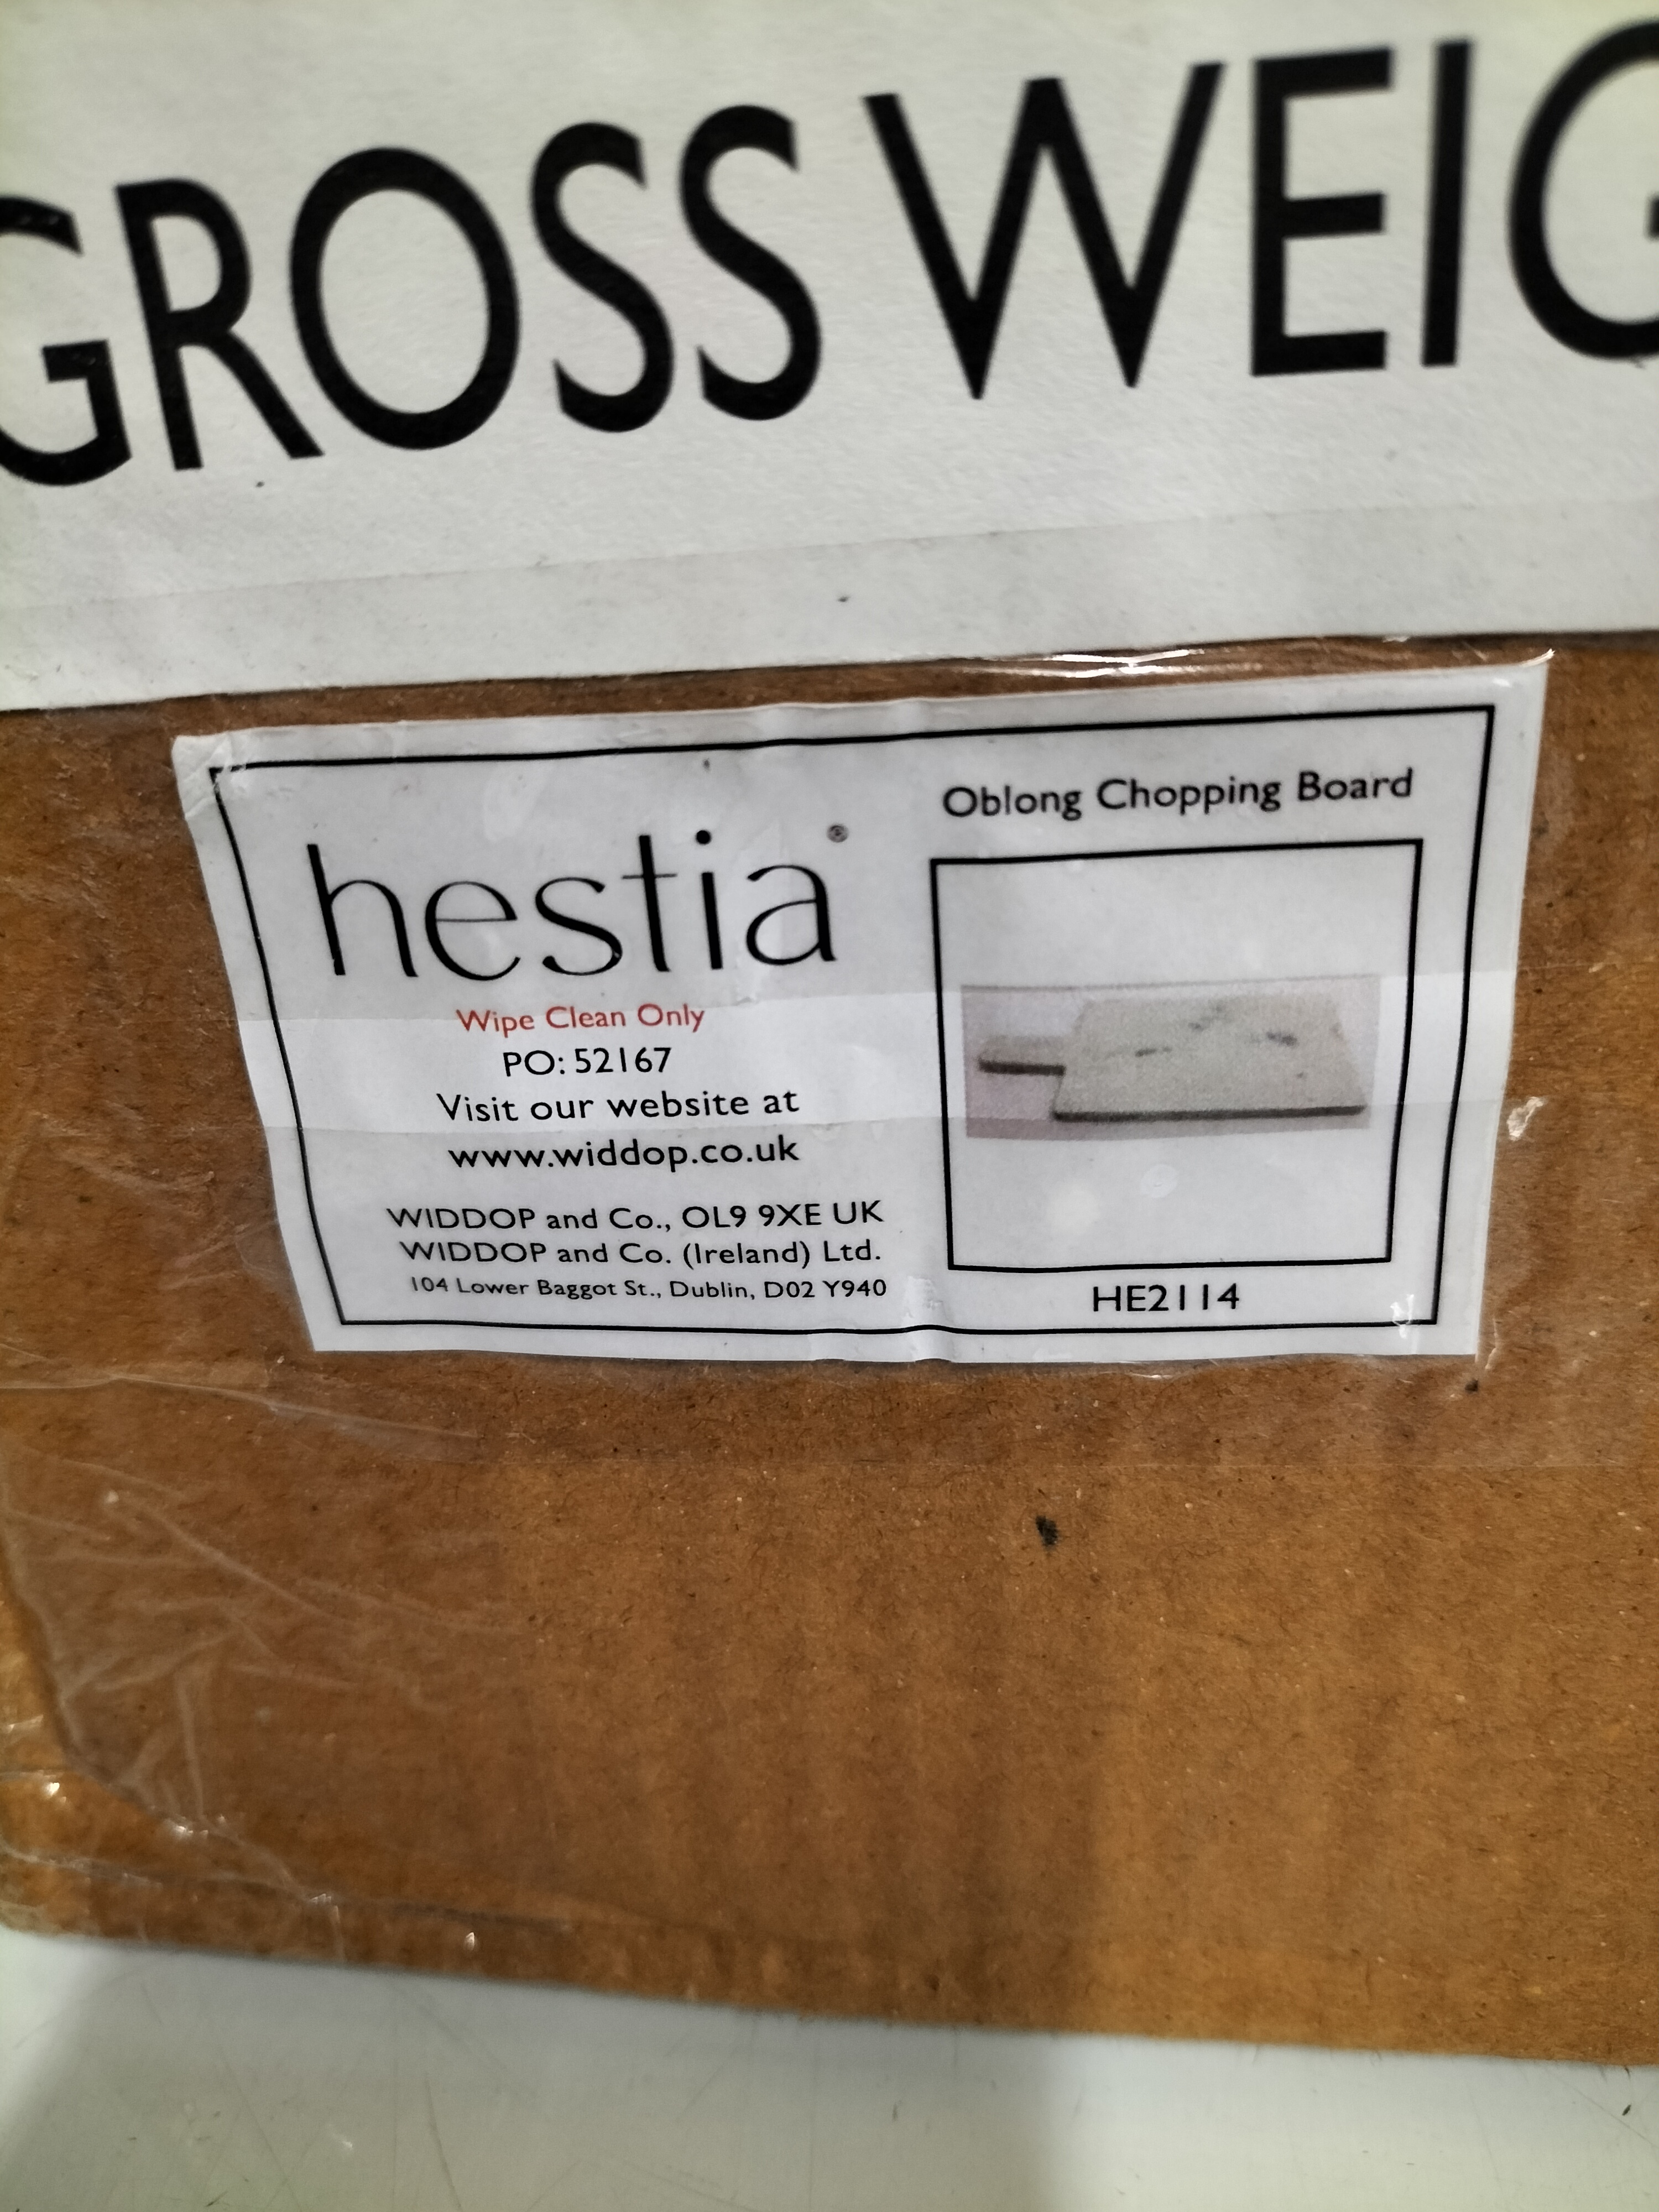 GROSS WEIG
hestia®
Wipe Clean Only
PO: 52167
Visit our website at
www.widdop.co.uk
WIDDOP and Co., OL9 9XE UK
WIDDOP and Co. (Ireland) Ltd.
104 Lower Baggot St., Dublin, D02 Y940
Oblong Chopping Board
HE2114